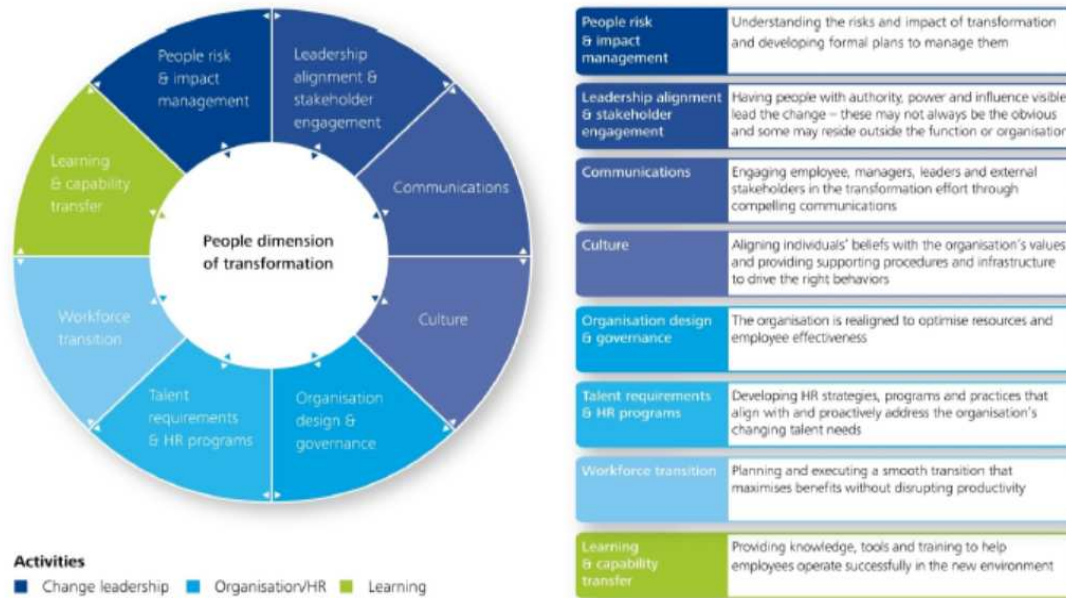 People risk
& impact
management
Leadership
alignment &
stakeholder
engagement
Communications
Culture
Organisation
design &
governance
Talent
requirements
& HR programs
Workforce
transition
Learning
& capability
transfer
People dimension
of transformation
Activities
Change leadership
Organisation/HR
Learning
People risk
& impact
management
Understanding the risks and impact of transformation
and developing formal plans to manage them
Leadership alignment
& stakeholder
engagement
Having people with authority, power and influence visible
lead the change – these may not always be the obvious
and some may reside outside the function or organisation
Communications
Engaging employee, managers, leaders and external
stakeholders in the transformation effort through
compelling communications
Culture
Aligning individuals' beliefs with the organisation's values
and providing supporting procedures and infrastructure
to drive the right behaviors
Organisation design
& governance
The organisation is realigned to optimise resources and
employee effectiveness
Talent requirements
& HR programs
Developing HR strategies, programs and practices that
align with and proactively address the organisation's
changing talent needs
Workforce transition
Planning and executing a smooth transition that
maximises benefits without disrupting productivity
Learning
& capability
transfer
Providing knowledge, tools and training to help
employees operate successfully in the new environment